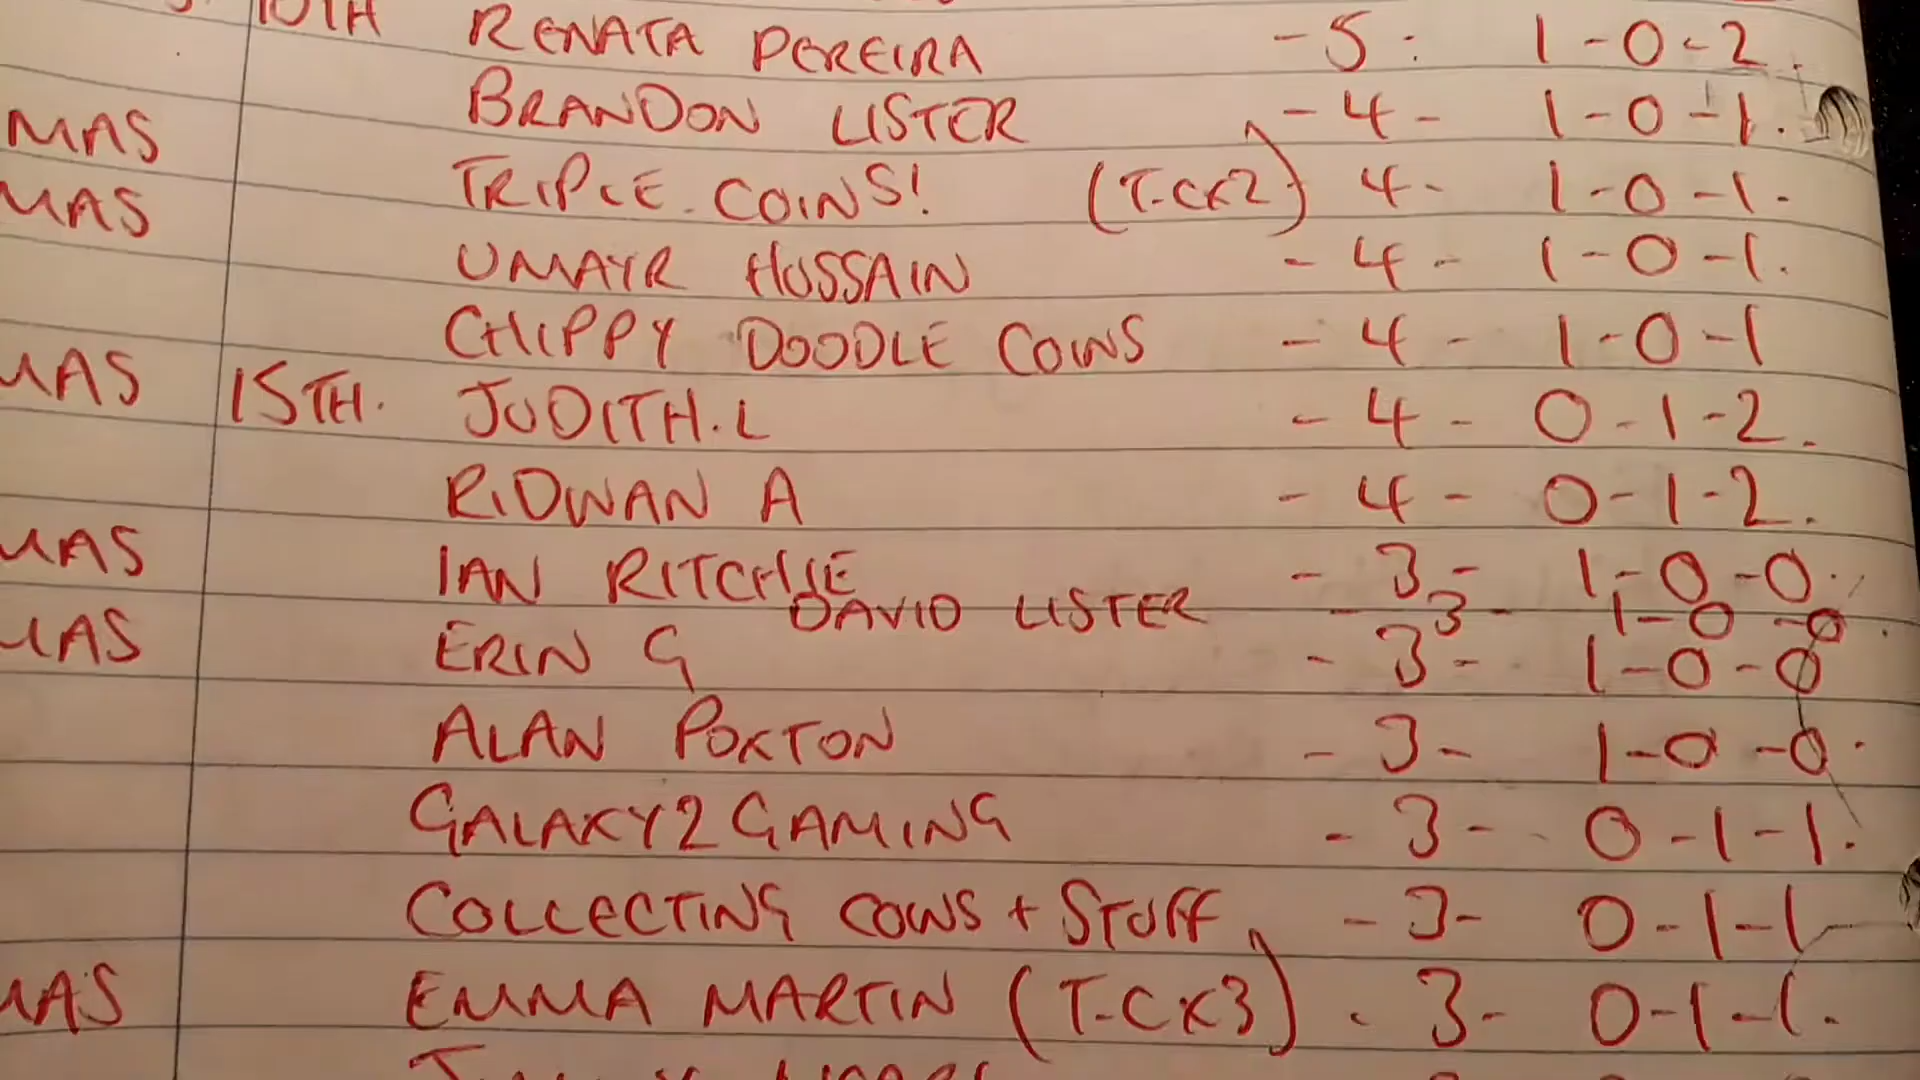 10TH RENATA PEREIRA - 5 - 1 - 0 - 2.
BRANDON LISTER - 4 - 1 - 0 - 1.
MAS TRIPLE COINS! (T-CX2) 4 - 1 - 0 - 1.
MAS UMAYR HUSSAIN - 4 - 1 - 0 - 1.
CHIPPY DOODLE COINS - 4 - 1 - 0 - 1
MAS 15TH. JUDITH.L - 4 - 0 - 1 - 2.
RIDWAN A - 4 - 0 - 1 - 2.
MAS IAN RITCHIE - 3 - 1 - 0 - 0.
DAVID LISTER - 3 - 1 - 0 - 0.
MAS ERIN G - 3 - 1 - 0 - 0
ALAN POXTON - 3 - 1 - 0 - 0.
GALAXY2GAMING - 3 - 0 - 1 - 1.
COLLECTING COINS + STUFF - 3 - 0 - 1 - 1
MAS EMMA MARTIN (T-CX3) - 3 - 0 - 1 - 1.